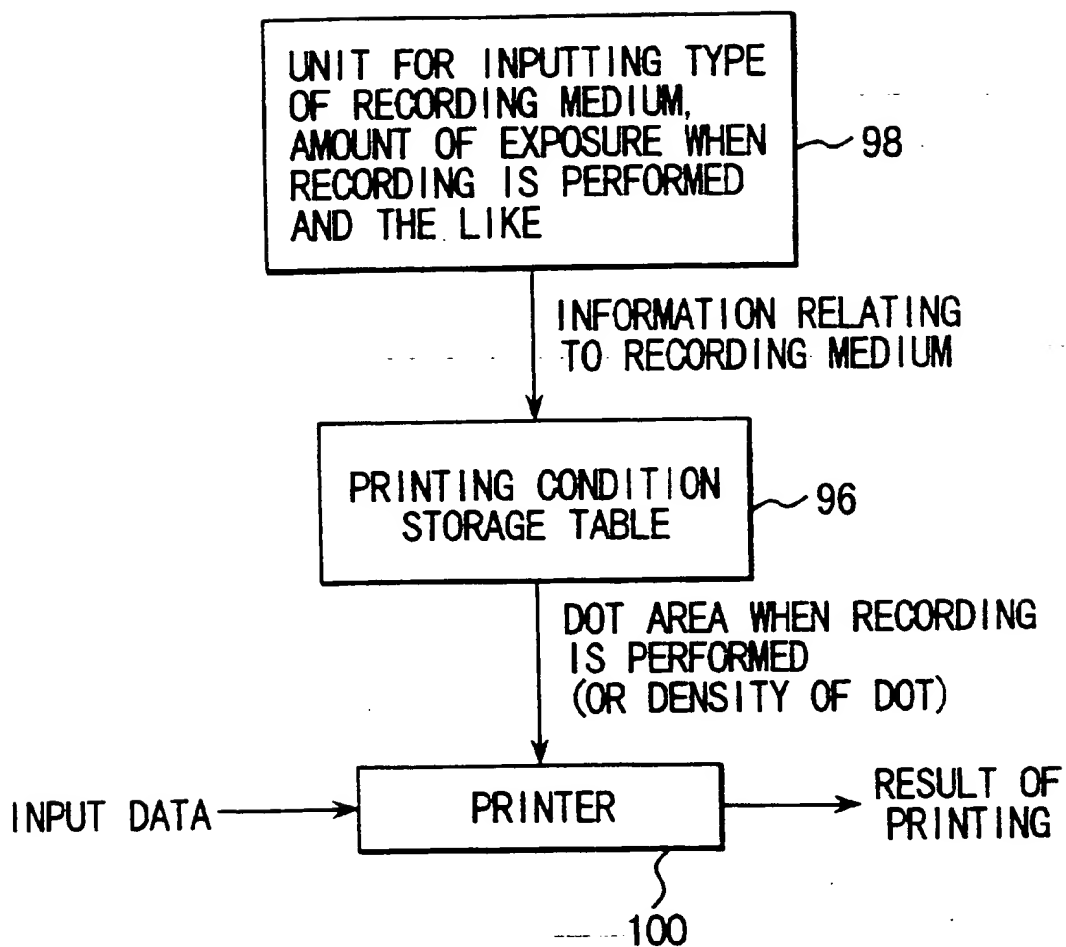 UNIT FOR INPUTTING TYPE
OF RECORDING MEDIUM,
AMOUNT OF EXPOSURE WHEN
RECORDING IS PERFORMED
AND THE LIKE
98
INFORMATION RELATING
TO RECORDING MEDIUM
PRINTING CONDITION
STORAGE TABLE
96
DOT AREA WHEN RECORDING
IS PERFORMED
(OR DENSITY OF DOT)
INPUT DATA
PRINTER
RESULT OF
PRINTING
100